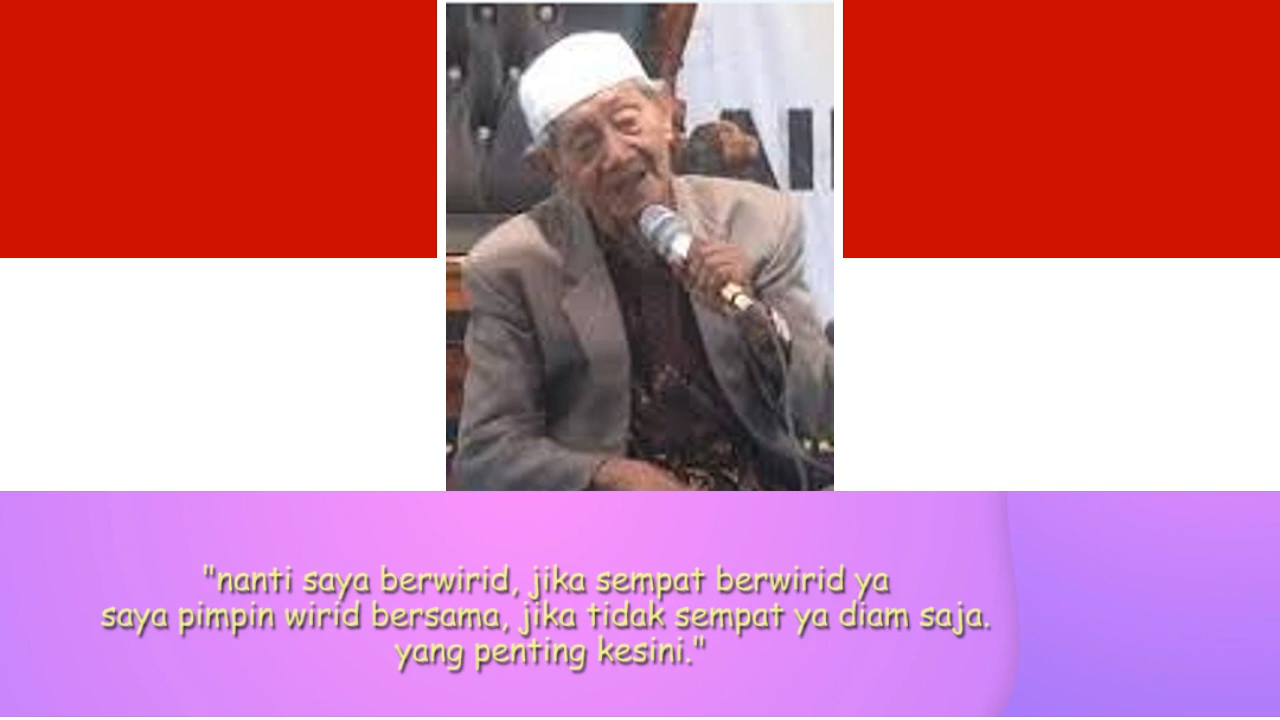 "nanti saya berwirid, jika sempat berwirid ya
saya pimpin wirid bersama, jika tidak sempat ya diam saja.
yang penting kesini."